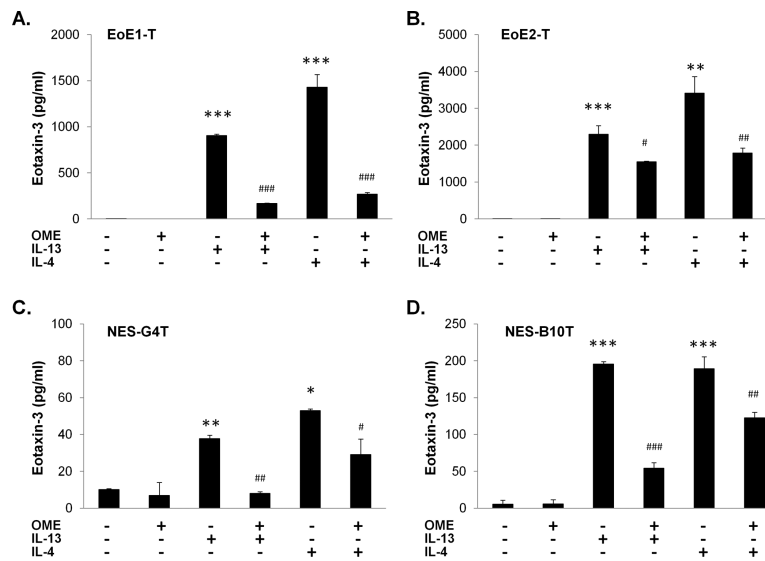 A.
EoE1-T
***
***
###
###
Eotaxin-3 (pg/ml)
2000
1500
1000
500
0
OME - + - + - +
IL-13 - - + + - -
IL-4 - - - - + +
B.
EoE2-T
***
**
#
##
Eotaxin-3 (pg/ml)
5000
4000
3000
2000
1000
0
OME - + - + - +
IL-13 - - + + - -
IL-4 - - - - + +
C.
NES-G4T
**
*
##
#
Eotaxin-3 (pg/ml)
100
80
60
40
20
0
OME - + - + - +
IL-13 - - + + - -
IL-4 - - - - + +
D.
NES-B10T
***
***
###
##
Eotaxin-3 (pg/ml)
250
200
150
100
50
0
OME - + - + - +
IL-13 - - + + - -
IL-4 - - - - + +